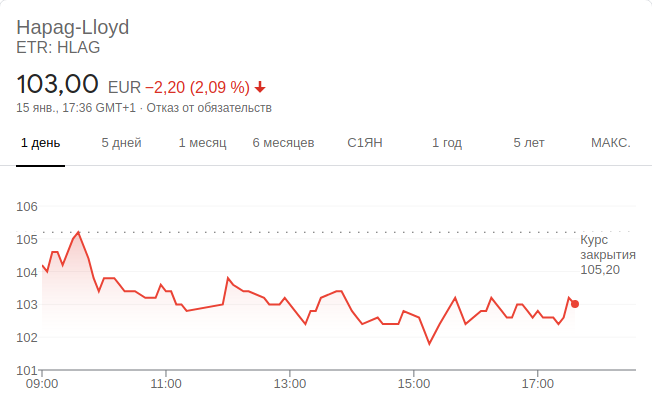 Hapag-Lloyd
ETR: HLAG
103,00 EUR −2,20 (2,09 %)
15 янв., 17:36 GMT+1 · Отказ от обязательств
1 день 5 дней 1 месяц 6 месяцев С1ЯН 1 год 5 лет МАКС.
106
105
104
103
102
101
Курс
закрытия
105,20
09:00 11:00 13:00 15:00 17:00